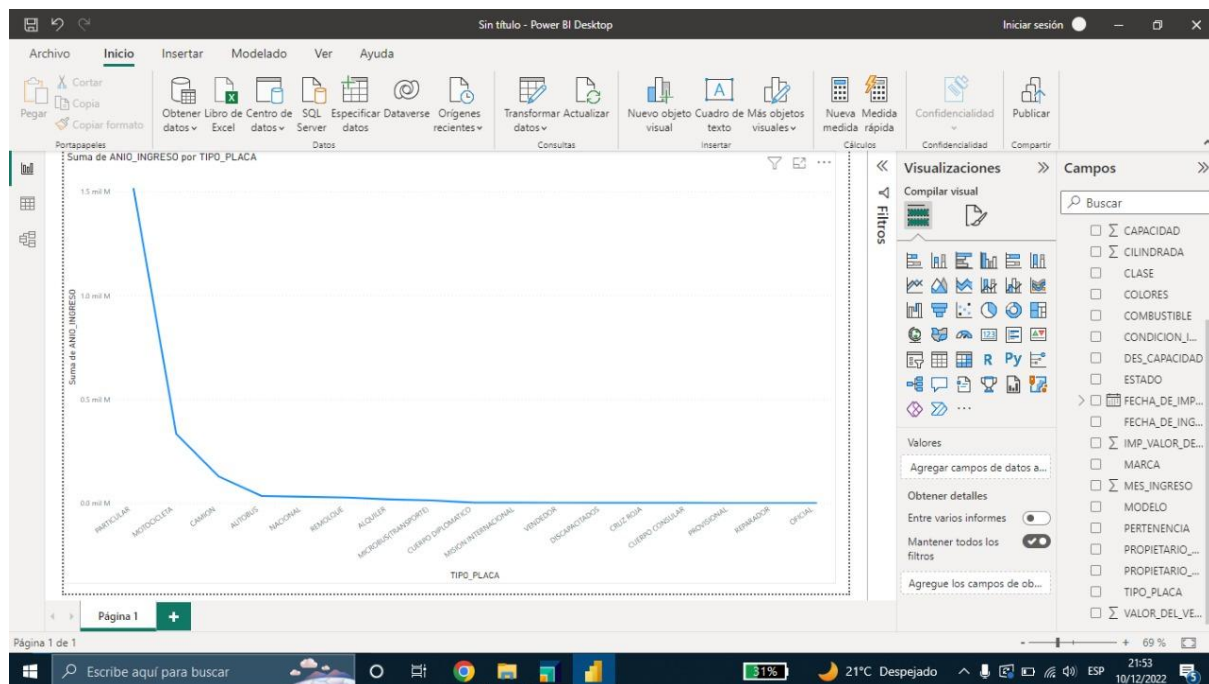 Sin título - Power BI Desktop
Iniciar sesión
Archivo Inicio Insertar Modelado Ver Ayuda
Pegar
Cortar
Copia
Copiar formato
Portapapeles
Obtener datos
Libro de Excel
Centro de datos
SQL Server
Especificar datos
Dataverse
Orígenes recientes
Datos
Transformar datos
Actualizar
Consultas
Nuevo objeto visual
Cuadro de texto
Más objetos visuales
Insertar
Nueva medida
Medida rápida
Cálculos
Confidencialidad
Confidencialidad
Publicar
Compartir
Suma de ANIO_INGRESO por TIPO_PLACA
1.5 mil M
1.0 mil M
0.5 mil M
0.0 mil M
Suma de ANIO_INGRESO
PARTICULAR
MOTOCICLETA
CAMION
AUTOBUS
NACIONAL
REMOLQUE
ALQUILER
MICROBUS(TRANSPORTE)
CUERPO DIPLOMATICO
MISION INTERNACIONAL
VENDEDOR
DISCAPACITADOS
CRUZ ROJA
CUERPO CONSULAR
PROVISIONAL
REPARADOR
OFICIAL
TIPO_PLACA
Filtros
Visualizaciones
Compilar visual
123
R Py
Valores
Agregar campos de datos a...
Obtener detalles
Entre varios informes
Mantener todos los filtros
Agregue los campos de ob...
Campos
Buscar
CAPACIDAD
CILINDRADA
CLASE
COLORES
COMBUSTIBLE
CONDICION_I...
DES_CAPACIDAD
ESTADO
FECHA_DE_IMP...
FECHA_DE_ING...
IMP_VALOR_DE...
MARCA
MES_INGRESO
MODELO
PERTENENCIA
PROPIETARIO_...
PROPIETARIO_...
TIPO_PLACA
VALOR_DEL_VE...
Página 1
Página 1 de 1
69 %
Escribe aquí para buscar
31%
21°C Despejado
ESP
21:53
10/12/2022
5